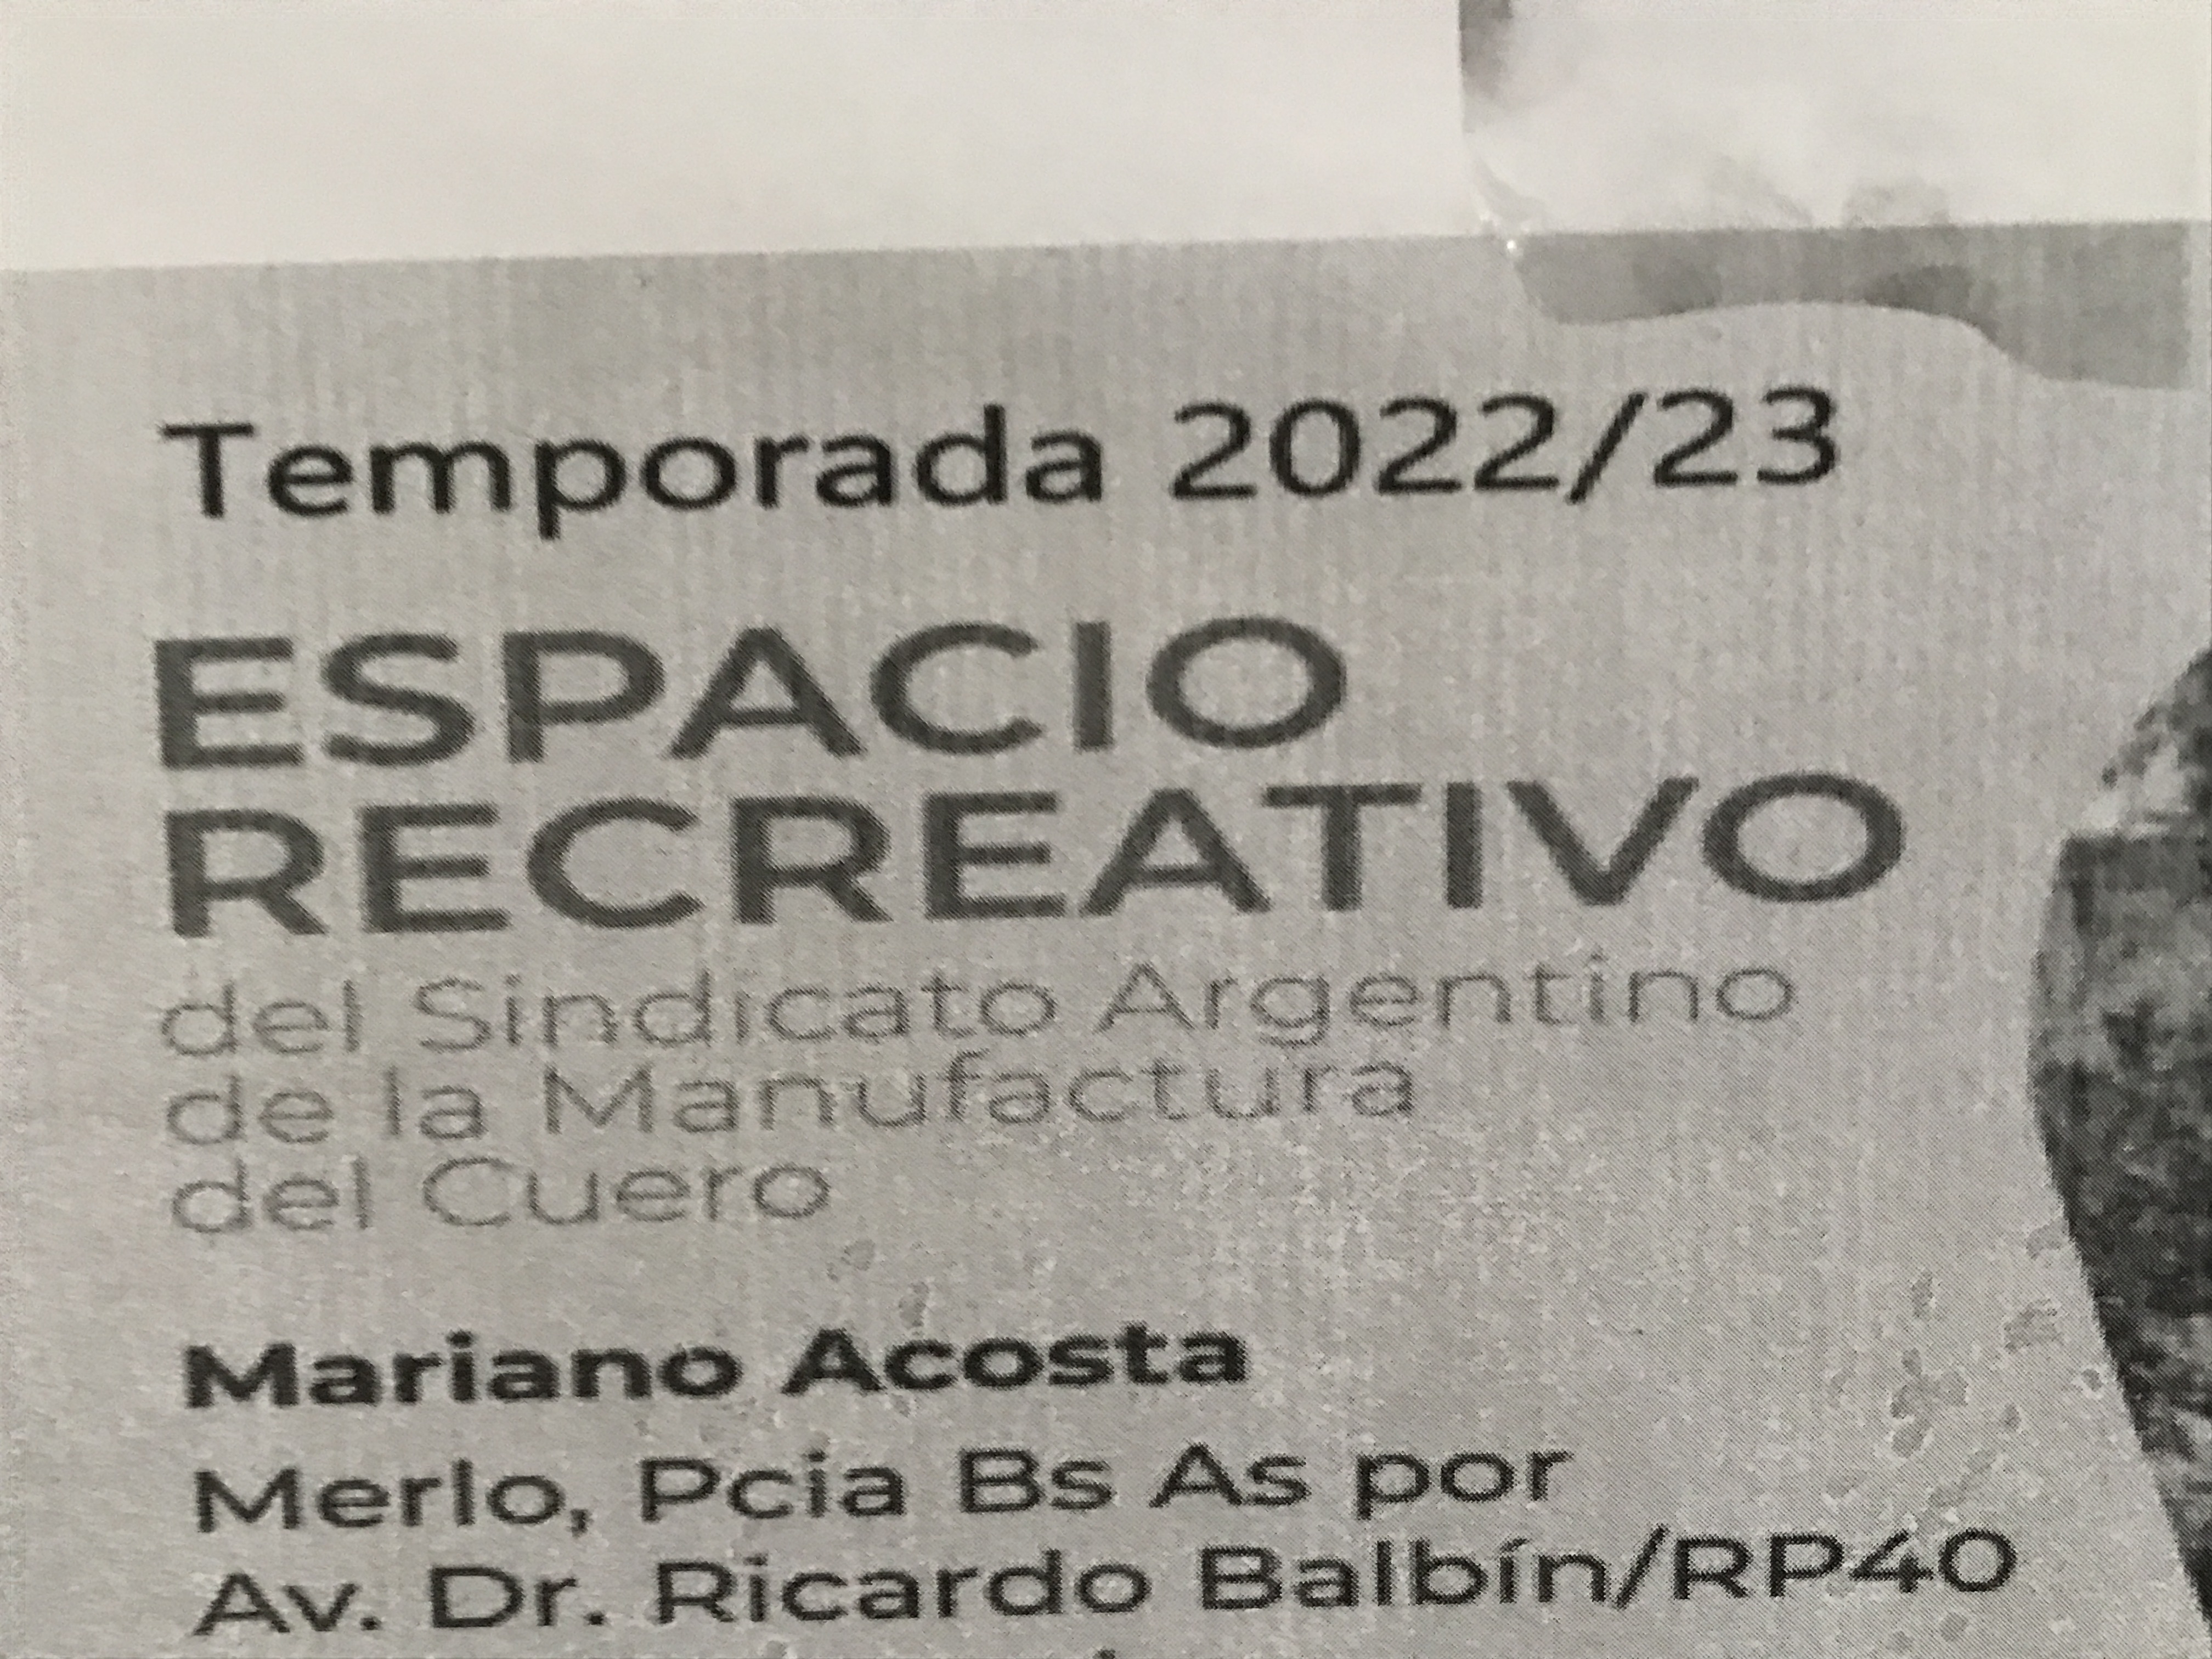 Temporada 2022/23
ESPACIO
RECREATIVO
del Sindicato Argentino
de la Manufactura
del Cuero
Mariano Acosta
Merlo, Pcia Bs As por
Av. Dr. Ricardo Balbín/RP40